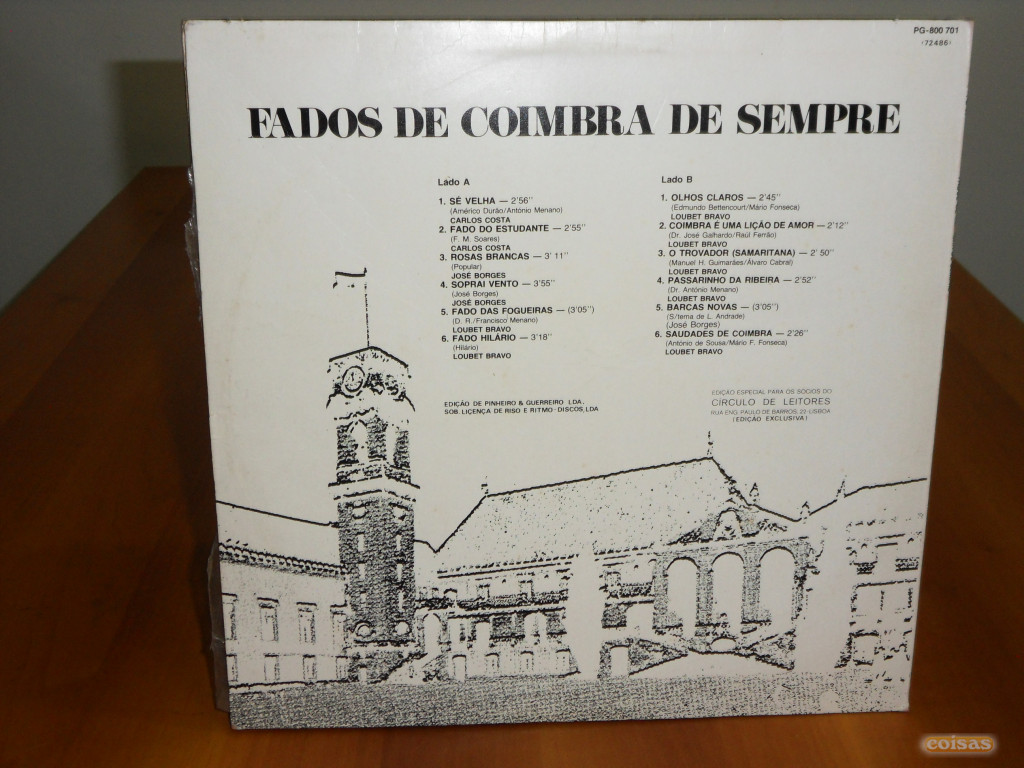 PG-800 701
(72486)
FADOS DE COIMBRA DE SEMPRE
Lado A
1. SÉ VELHA — 2'56"
(Américo Durão/António Menano)
CARLOS COSTA
2. FADO DO ESTUDANTE — 2'55"
(F. M. Soares)
CARLOS COSTA
3. ROSAS BRANCAS — 3' 11"
(Popular)
JOSÉ BORGES
4. SOPRAI VENTO — 3'55"
(José Borges)
JOSÉ BORGES
5. FADO DAS FOGUEIRAS — (3'05")
(D. R./Francisco Menano)
LOUBET BRAVO
6. FADO HILÁRIO — 3'18"
(Hilário)
LOUBET BRAVO
Lado B
1. OLHOS CLAROS — 2'45"
(Edmundo Bettencourt/Mário Fonseca)
LOUBET BRAVO
2. COIMBRA É UMA LIÇÃO DE AMOR — 2'12"
(Dr. José Galhardo/Raúl Ferrão)
LOUBET BRAVO
3. O TROVADOR (SAMARITANA) — 2' 50"
(Manuel H. Guimarães/Álvaro Cabral)
LOUBET BRAVO
4. PASSARINHO DA RIBEIRA — 2'52"
(Dr. António Menano)
LOUBET BRAVO
5. BARCAS NOVAS — (3'05")
(S/tema de L. Andrade)
(José Borges)
6. SAUDADES DE COIMBRA — 2'26"
(António de Sousa/Mário F. Fonseca)
LOUBET BRAVO
EDIÇÃO DE PINHEIRO & GUERREIRO LDA.
SOB. LIÇENÇA DE RISO E RITMO-DISCOS, LDA
EDIÇÃO ESPECIAL PARA OS SÓCIOS DO
CÍRCULO DE LEITORES
RUA ENG. PAULO DE BARROS, 22-LISBOA
(EDIÇÃO EXCLUSIVA)
coisas